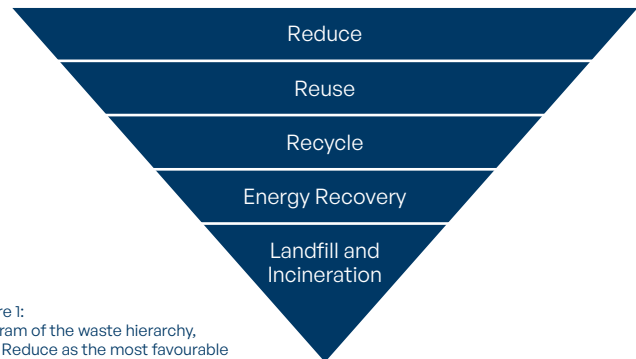 Reduce
Reuse
Recycle
Energy Recovery
Landfill and
Incineration
re 1:
ram of the waste hierarchy,
Reduce as the most favourable